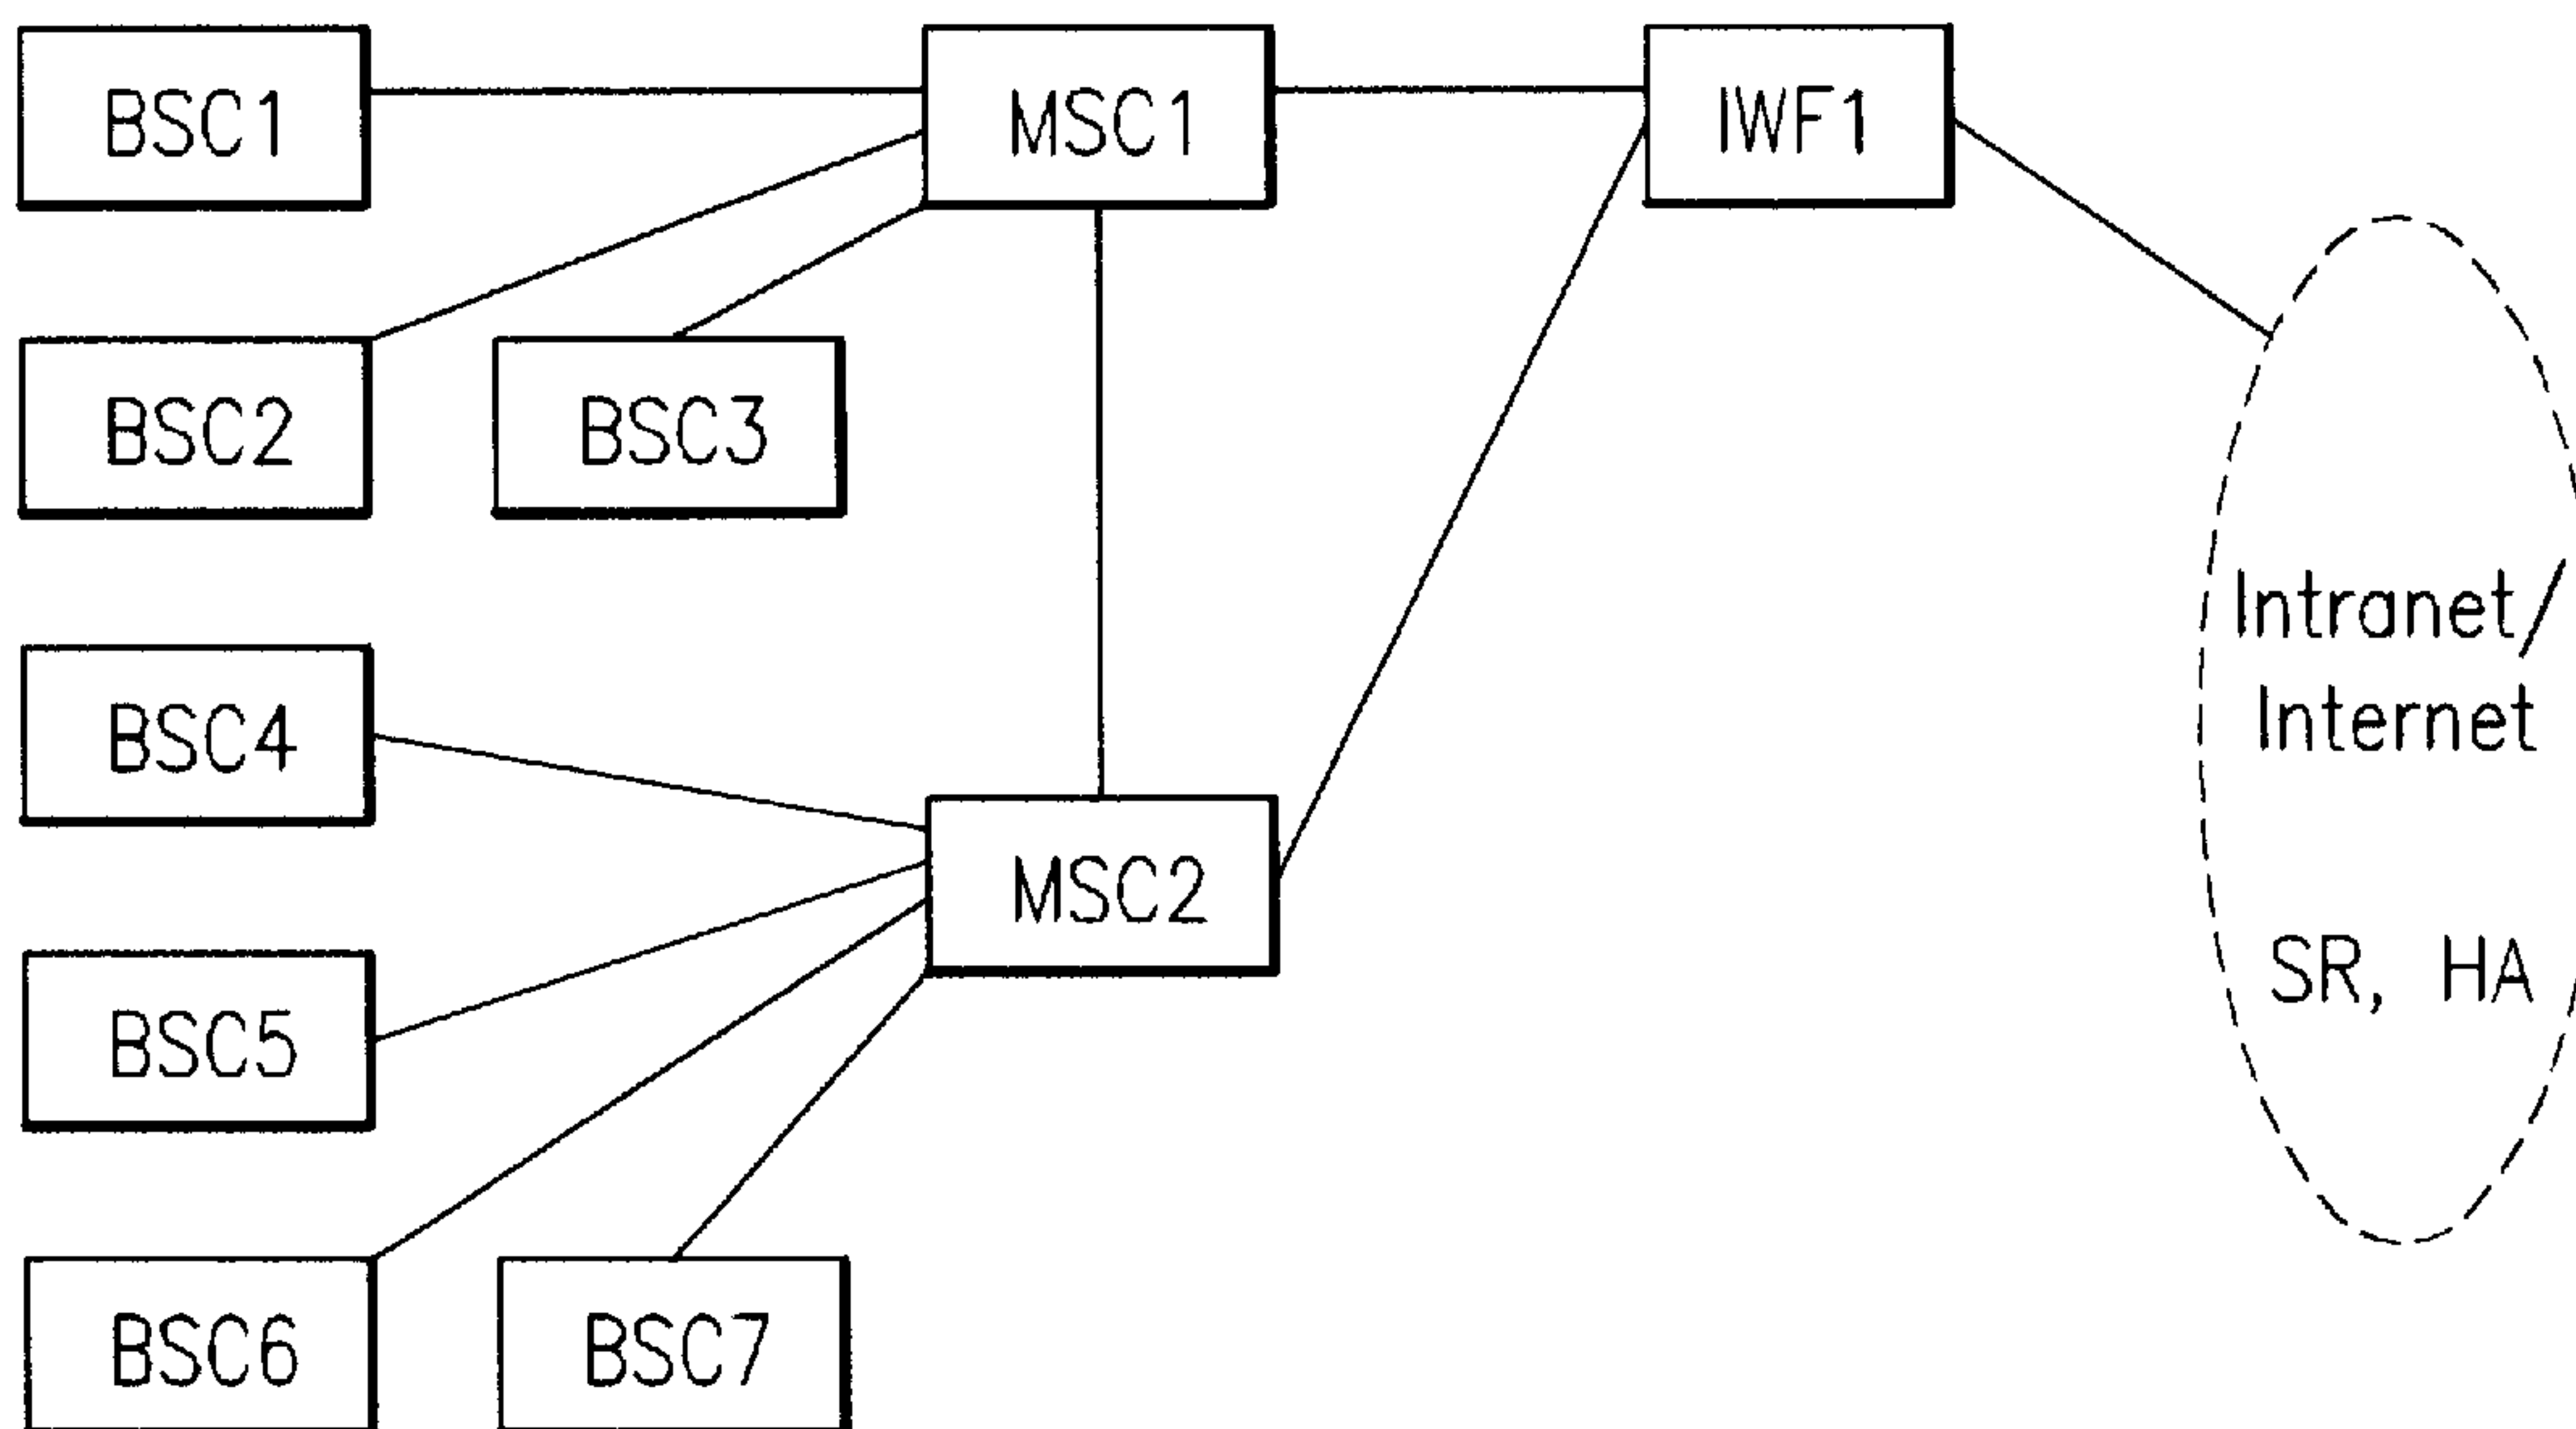 BSC1
MSC1
IWF1
BSC2
BSC3
Intranet/
Internet
BSC4
MSC2
SR, HA
BSC5
BSC6
BSC7